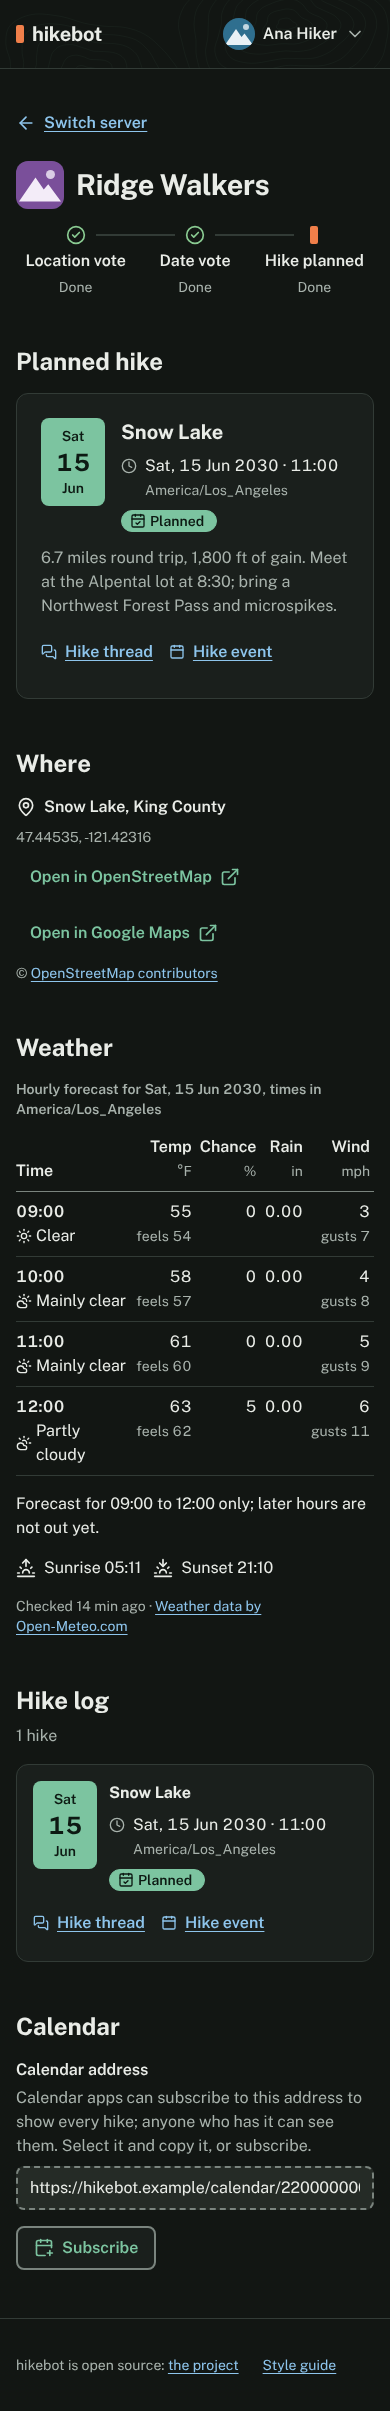 hikebot
Ana Hiker
Switch server
Ridge Walkers
Location vote
Date vote
Hike planned
Done
Done
Done
Planned hike
Sat
15
Jun
Snow Lake
Sat, 15 Jun 2030 · 11:00
America/Los_Angeles
Planned
6.7 miles round trip, 1,800 ft of gain. Meet
at the Alpental lot at 8:30; bring a
Northwest Forest Pass and microspikes.
Hike thread
Hike event
Where
Snow Lake, King County
47.44535, -121.42316
Open in OpenStreetMap
Open in Google Maps
© OpenStreetMap contributors
Weather
Hourly forecast for Sat, 15 Jun 2030, times in
America/Los_Angeles
Temp Chance Rain Wind
Time °F % in mph
09:00 55 0 0.00 3
Clear feels 54 gusts 7
10:00 58 0 0.00 4
Mainly clear feels 57 gusts 8
11:00 61 0 0.00 5
Mainly clear feels 60 gusts 9
12:00 63 5 0.00 6
Partly feels 62 gusts 11
cloudy
Forecast for 09:00 to 12:00 only; later hours are
not out yet.
Sunrise 05:11 Sunset 21:10
Checked 14 min ago · Weather data by
Open-Meteo.com
Hike log
1 hike
Sat
15
Jun
Snow Lake
Sat, 15 Jun 2030 · 11:00
America/Los_Angeles
Planned
Hike thread
Hike event
Calendar
Calendar address
Calendar apps can subscribe to this address to
show every hike; anyone who has it can see
them. Select it and copy it, or subscribe.
https://hikebot.example/calendar/22000000
Subscribe
hikebot is open source: the project
Style guide